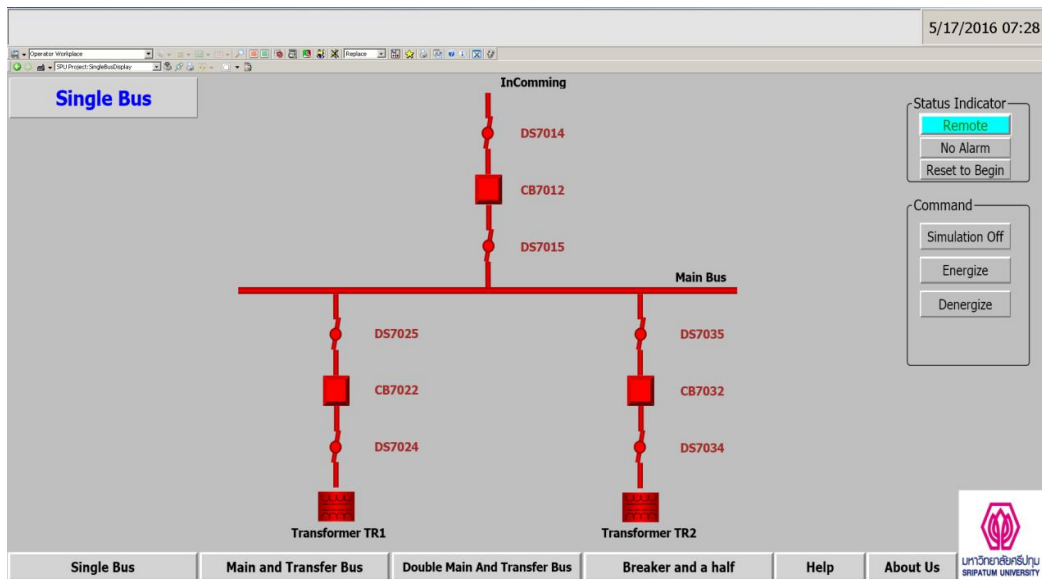 5/17/2016 07:28
Operator Workplace
Replace
SPU Project:SingleBusDisplay
Single Bus
InComming
DS7014
CB7012
DS7015
Main Bus
DS7025
DS7035
CB7022
CB7032
DS7024
DS7034
Transformer TR1
Transformer TR2
Status Indicator
Remote
No Alarm
Reset to Begin
Command
Simulation Off
Energize
Denergize
Single Bus
Main and Transfer Bus
Double Main And Transfer Bus
Breaker and a half
Help
About Us
มหาวิทยาลัยศรีปทุม
SRIPATUM UNIVERSITY